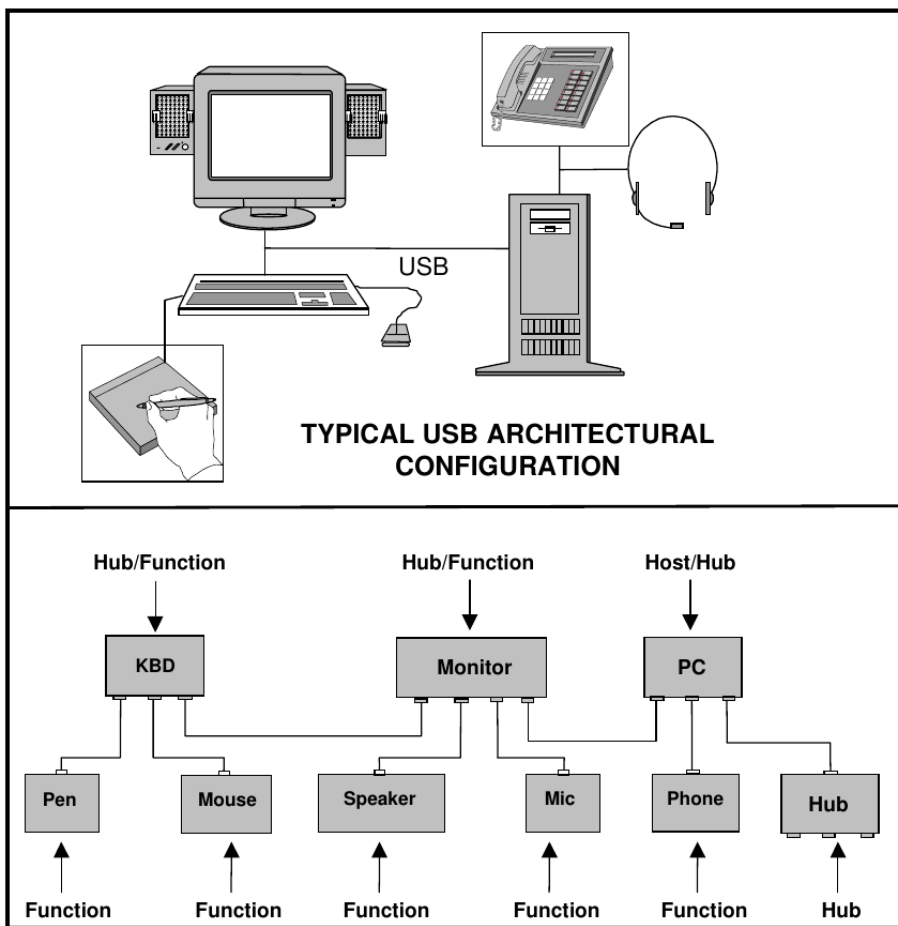 USB
TYPICAL USB ARCHITECTURAL
CONFIGURATION
Hub/Function
Hub/Function
Host/Hub
KBD
Monitor
PC
Pen
Mouse
Speaker
Mic
Phone
Hub
Function
Function
Function
Function
Function
Hub